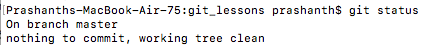 [Prashanths-MacBook-Air-75:git_lessons prashanth$ git status
On branch master
nothing to commit, working tree clean